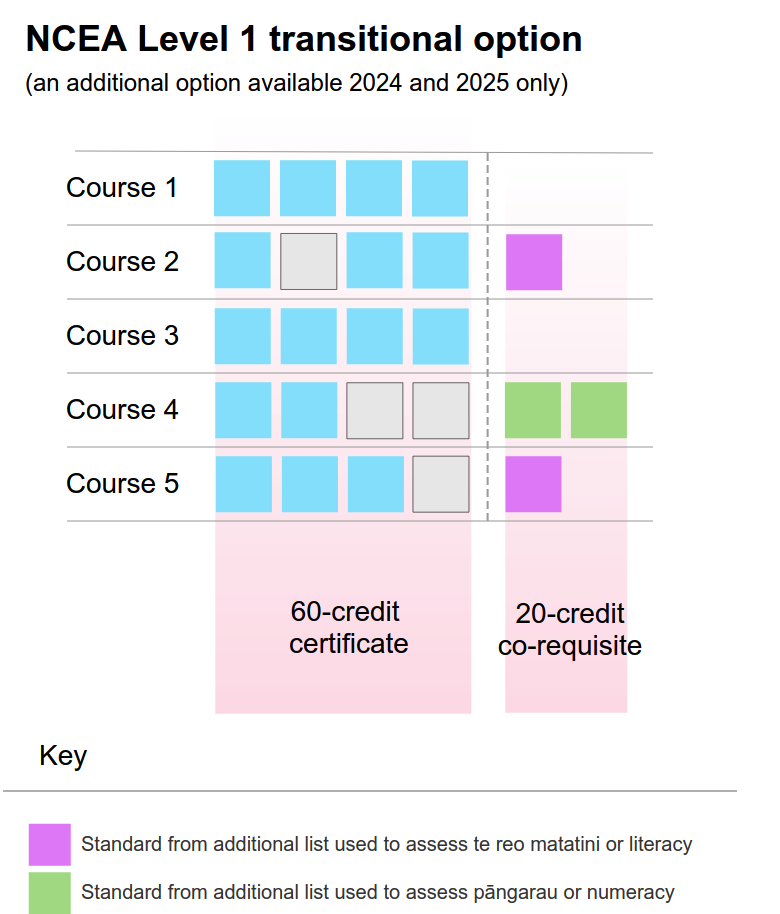 NCEA Level 1 transitional option
(an additional option available 2024 and 2025 only)
Course 1
Course 2
Course 3
Course 4
Course 5
60-credit
certificate
20-credit
co-requisite
Key
Standard from additional list used to assess te reo matatini or literacy
Standard from additional list used to assess pāngarau or numeracy